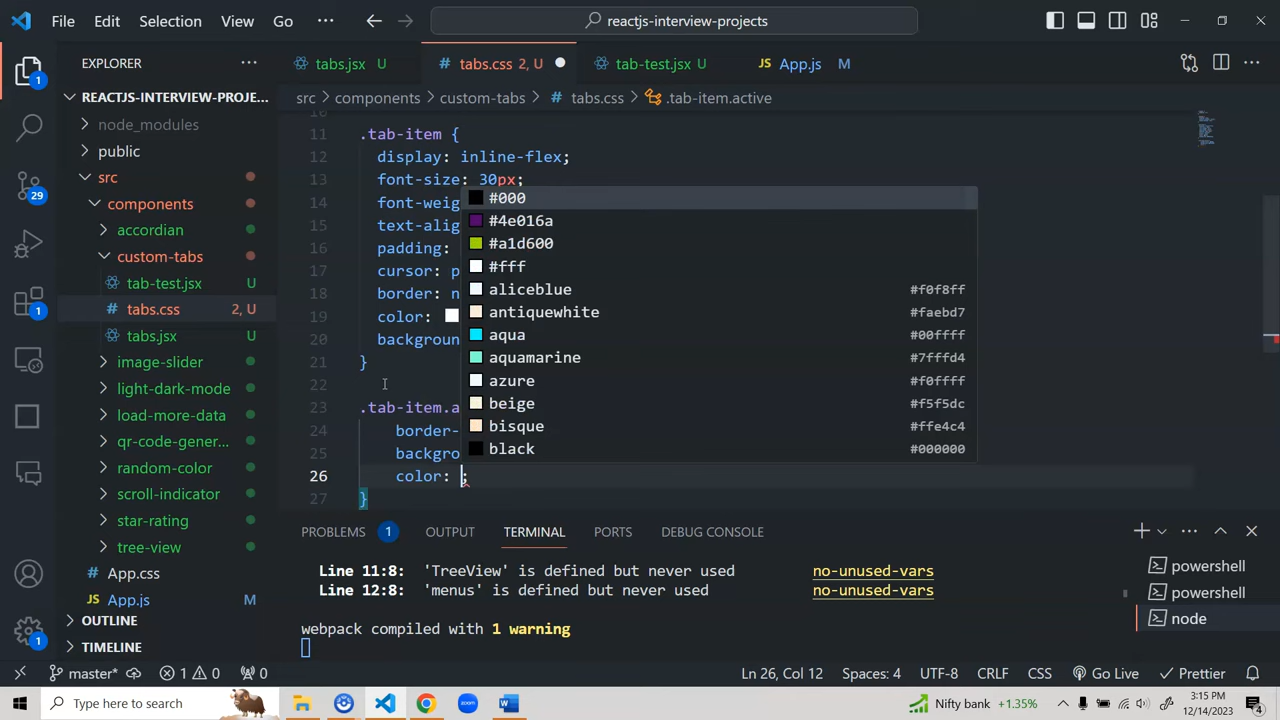 File Edit Selection View Go ··· reactjs-interview-projects
EXPLORER ···
REACTJS-INTERVIEW-PROJE...
node_modules
public
src
components
accordian
custom-tabs
tab-test.jsx U
tabs.css 2, U
tabs.jsx U
image-slider
light-dark-mode
load-more-data
qr-code-gener...
random-color
scroll-indicator
star-rating
tree-view
App.css
App.js M
OUTLINE
TIMELINE
1
29
1
1
tabs.jsx U # tabs.css 2, U tab-test.jsx U JS App.js M
src > components > custom-tabs > # tabs.css > .tab-item.active
10
11 .tab-item {
12 display: inline-flex;
13 font-size: 30px;
14 font-weig
15 text-alig
16 padding:
17 cursor: p
18 border: n
19 color:
20 backgroun
21 }
22
23 .tab-item.a
24 border-
25 backgro
26 color: ;
27 }
#000
#4e016a
#a1d600
#fff
aliceblue #f0f8ff
antiquewhite #faebd7
aqua #00ffff
aquamarine #7fffd4
azure #f0ffff
beige #f5f5dc
bisque #ffe4c4
black #000000
PROBLEMS 1 OUTPUT TERMINAL PORTS DEBUG CONSOLE
Line 11:8: 'TreeView' is defined but never used no-unused-vars
Line 12:8: 'menus' is defined but never used no-unused-vars
webpack compiled with 1 warning
powershell
powershell
node
master* 1 0 0 Ln 26, Col 12 Spaces: 4 UTF-8 CRLF CSS Go Live Prettier
Type here to search Nifty bank +1.35% 3:15 PM
12/14/2023 4